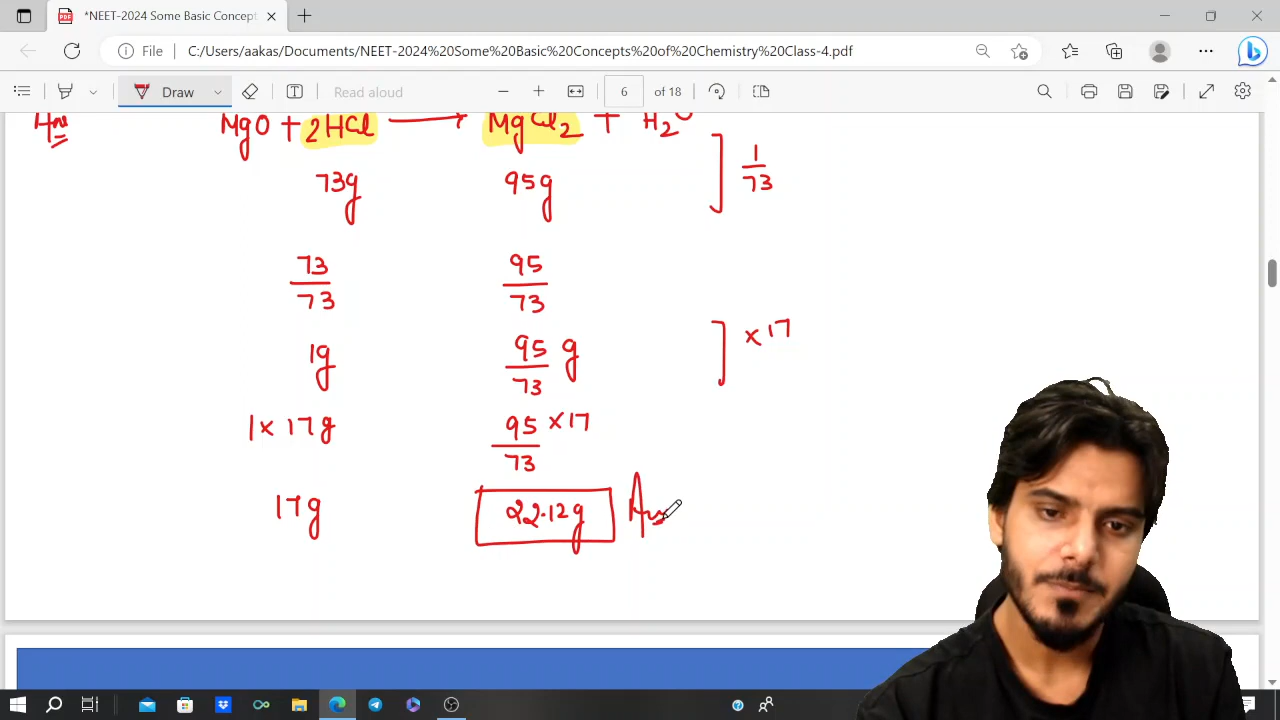 *NEET-2024 Some Basic Concept
File
C:/Users/aakas/Documents/NEET-2024%20Some%20Basic%20Concepts%20of%20Chemistry%20Class-4.pdf
Draw
Read aloud
6
of 18
Ans
MgO + 2HCl → MgCl2 + H2O
73g 95g ] 1/73
73/73 95/73
1g 95/73 g ] ×17
1× 17g 95/73 ×17
17g 22.12g Ans